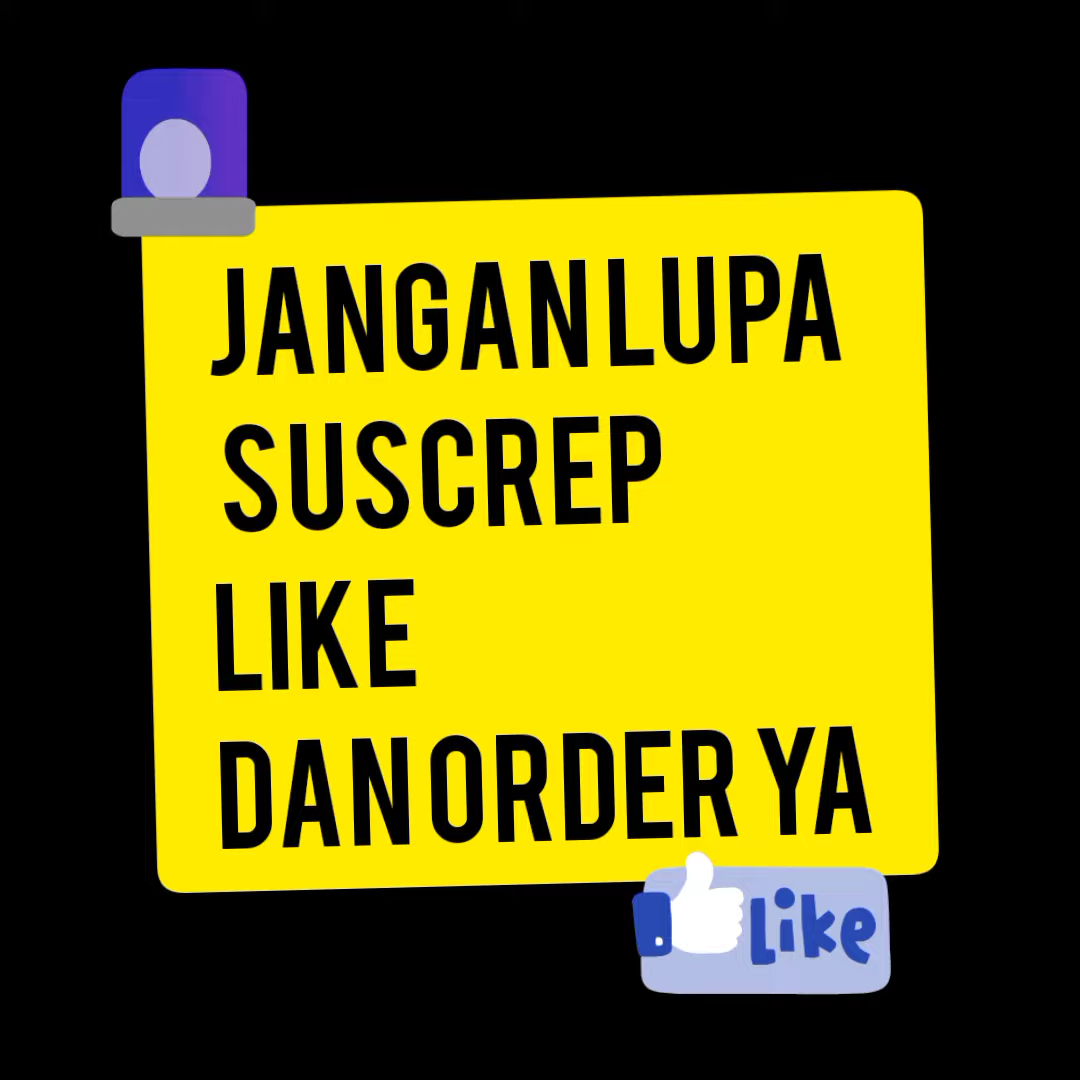 JANGAN LUPA
SUSCREP
LIKE
DAN ORDER YA
Like